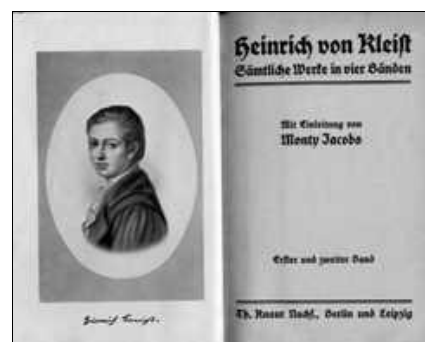 Heinrich von Kleist
Sämtliche Werke in vier Bänden
Mit Einleitung von
Monty Jacobs
Erster und zweiter Band
Th. Knaur Nachf., Berlin und Leipzig